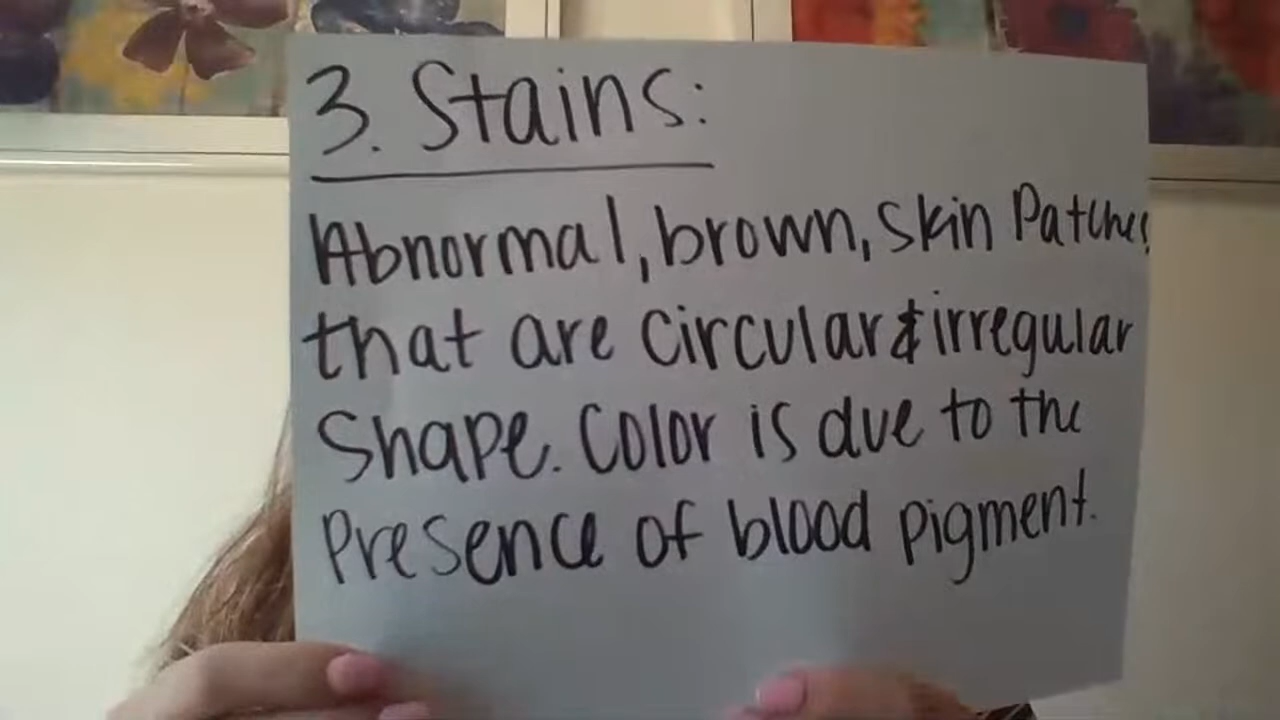 3. Stains:
Abnormal, brown, skin Patches
that are circular & irregular
Shape. Color is due to the
Presence of blood pigment.